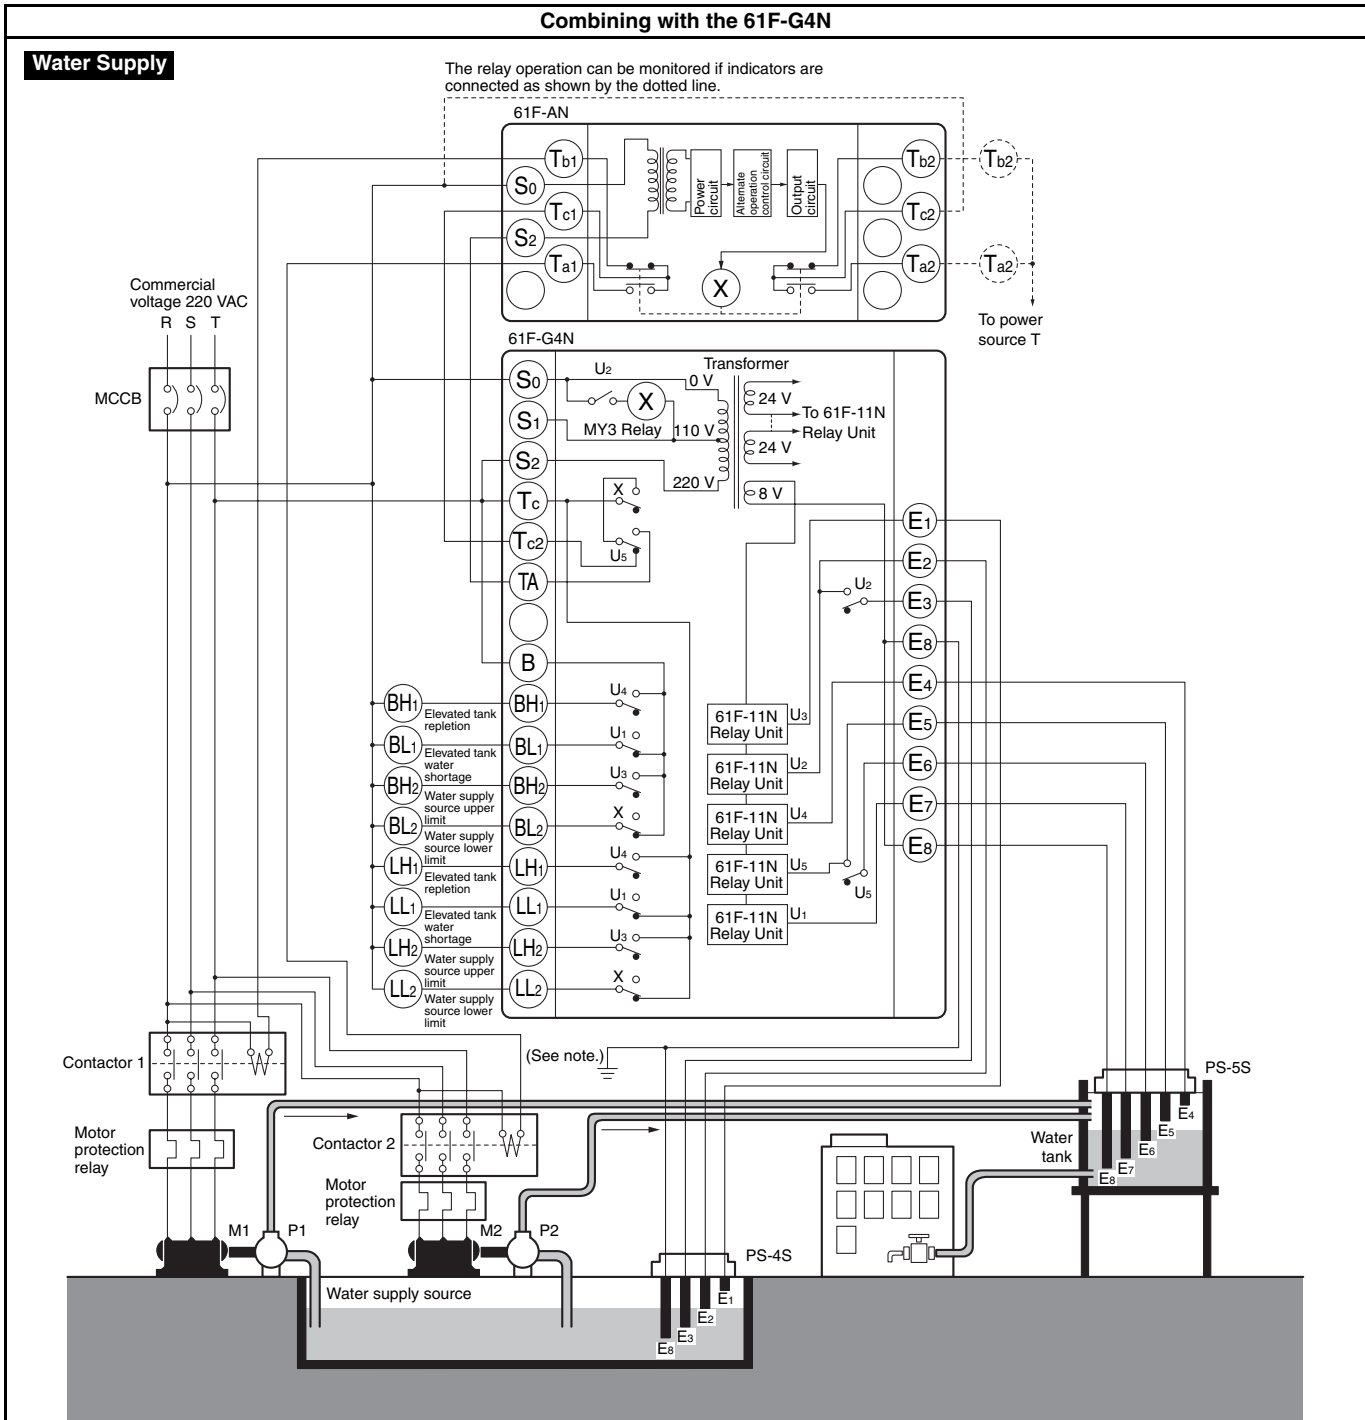 Combining with the 61F-G4N
Water Supply
The relay operation can be monitored if indicators are
connected as shown by the dotted line.
61F-AN
Tb1
S0
Tc1
S2
Ta1
Power
circuit
Alternate
operation
control circuit
Output
circuit
X
Tb2
Tc2
Ta2
Tb2
Ta2
To power
source T
Commercial
voltage 220 VAC
R S T
MCCB
61F-G4N
S0
S1
S2
Tc
Tc2
TA
B
U2
X
MY3 Relay
Transformer
0 V
110 V
220 V
24 V
24 V
8 V
To 61F-11N
Relay Unit
X
U5
E1
E2
E3
E8
E4
E5
E6
E7
E8
U2
BH1
Elevated tank
repletion
BH1
U4
BL1
Elevated tank
water
shortage
BL1
U1
BH2
Water supply
source upper
limit
BH2
U3
BL2
Water supply
source lower
limit
BL2
X
LH1
Elevated tank
repletion
LH1
U4
LL1
Elevated tank
water
shortage
LL1
U1
LH2
Water supply
source upper
limit
LH2
U3
LL2
Water supply
source lower
limit
LL2
X
61F-11N
Relay Unit
U3
61F-11N
Relay Unit
U2
61F-11N
Relay Unit
U4
61F-11N
Relay Unit
U5
U5
61F-11N
Relay Unit
U1
(See note.)
Contactor 1
Motor
protection
relay
M1
P1
Contactor 2
Motor
protection
relay
M2
P2
PS-5S
E4
E5
E6
E7
E8
Water
tank
PS-4S
E1
E2
E3
E8
Water supply source